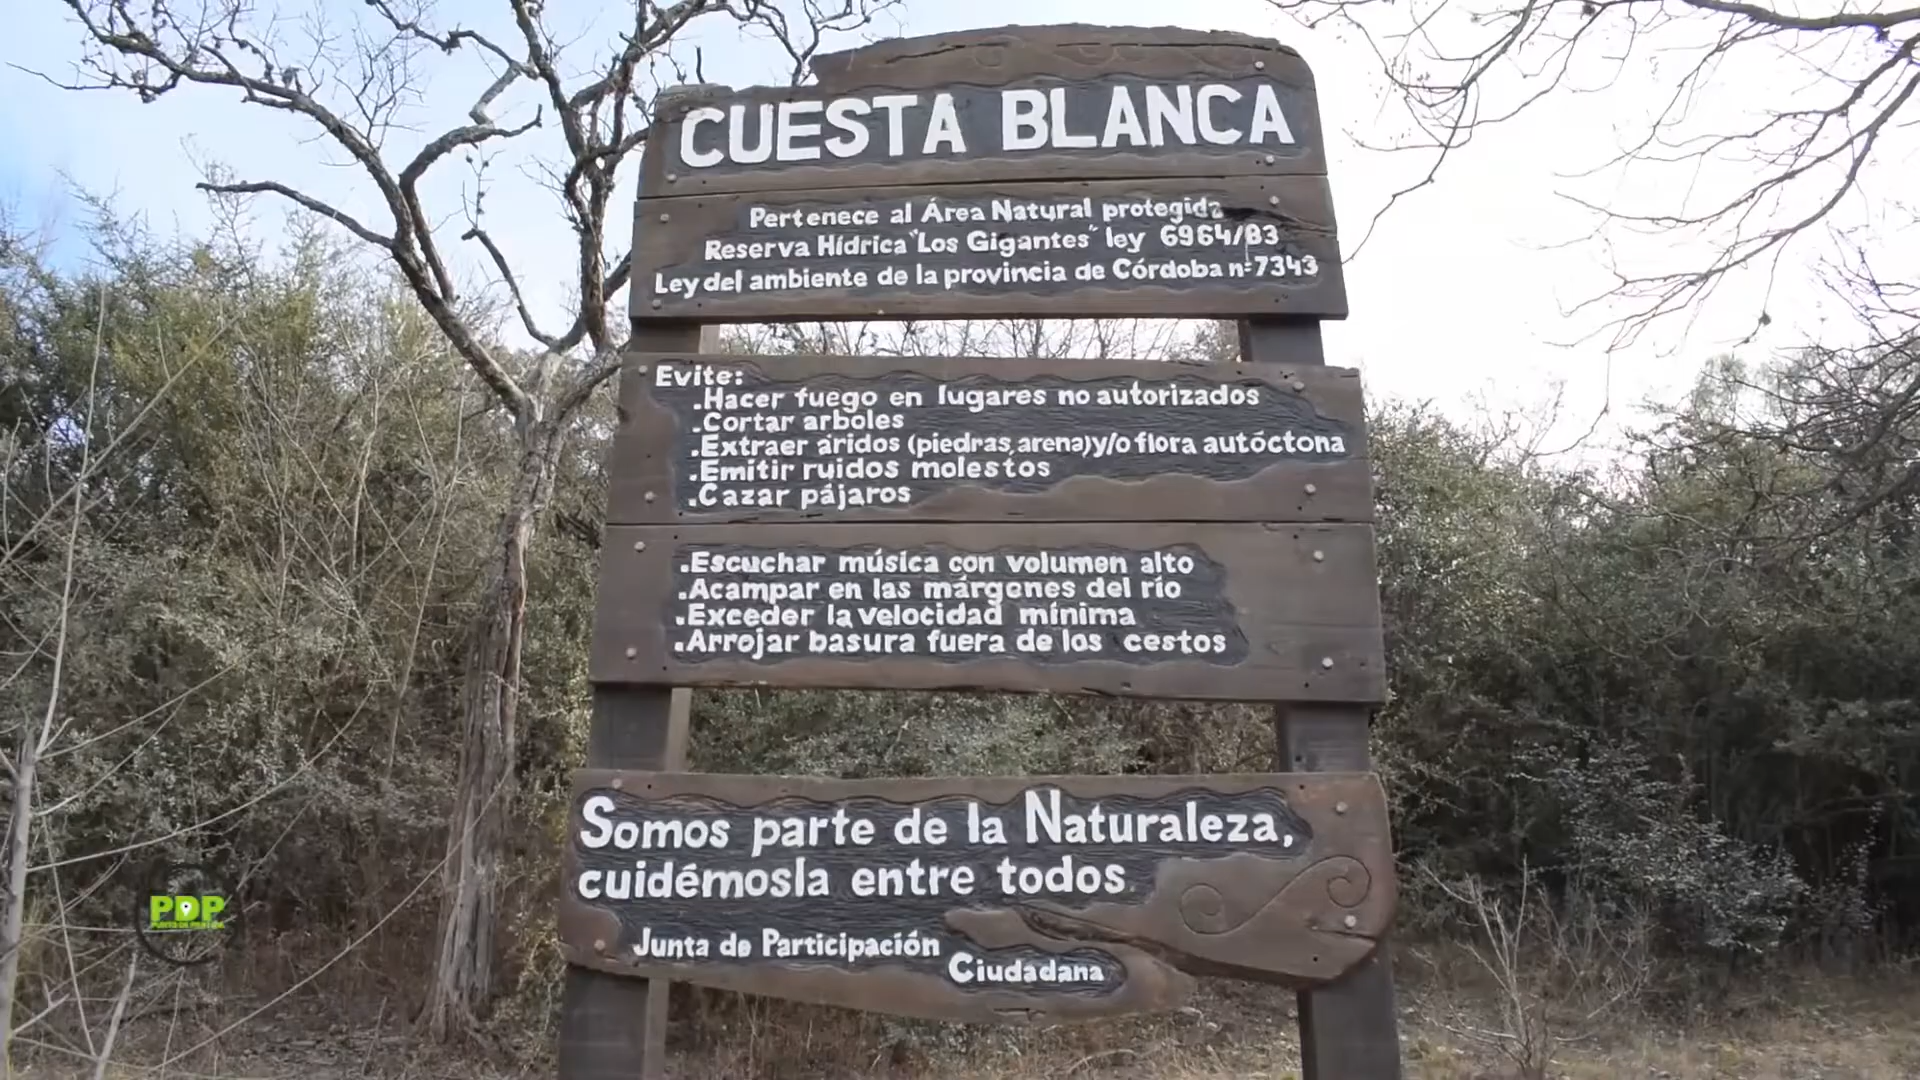 CUESTA BLANCA
Pertenece al Área Natural protegida
Reserva Hídrica "Los Gigantes" ley 6964/83
Ley del ambiente de la provincia de Córdoba nº7343
Evite:
.Hacer fuego en lugares no autorizados
.Cortar arboles
.Extraer áridos (piedras, arena) y/o flora autóctona
.Emitir ruidos molestos
.Cazar pájaros
.Escuchar música con volumen alto
.Acampar en las márgenes del río
.Exceder la velocidad mínima
.Arrojar basura fuera de los cestos
Somos parte de la Naturaleza,
cuidémosla entre todos.
Junta de Participación
Ciudadana
PDP